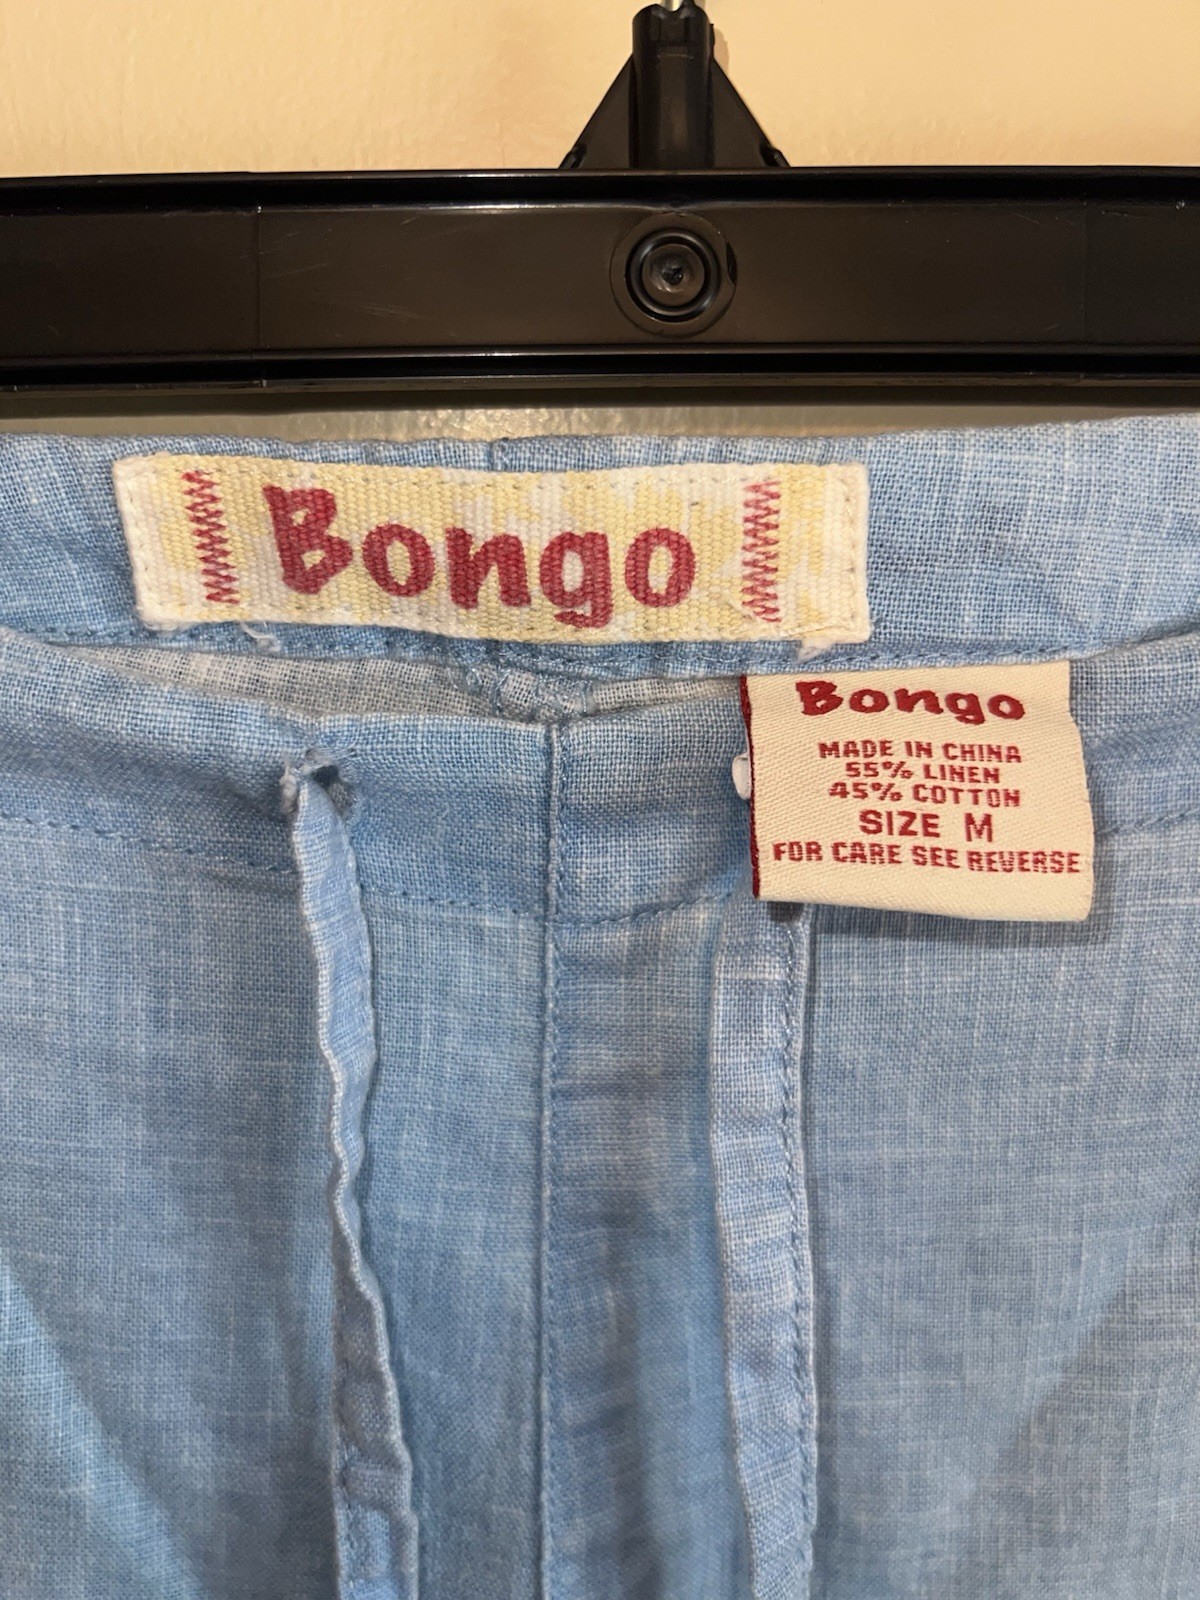 Bongo
Bongo
MADE IN CHINA
55% LINEN
45% COTTON
SIZE M
FOR CARE SEE REVERSE